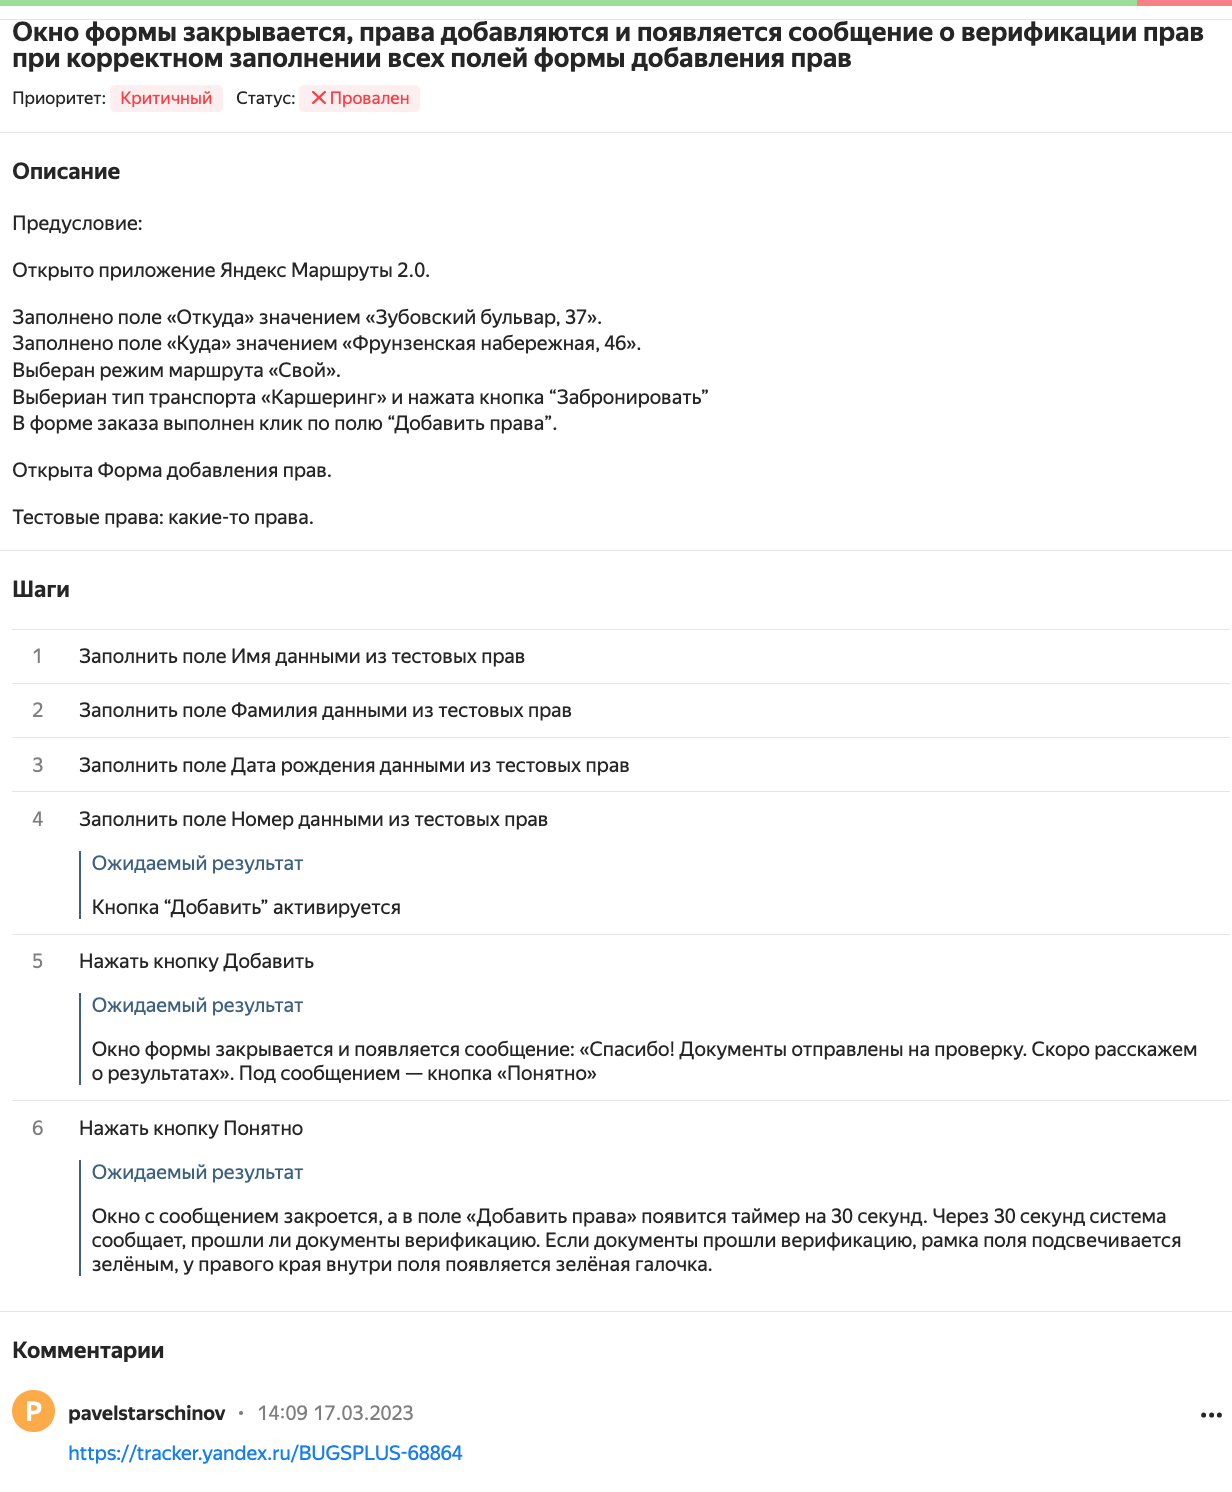 Окно формы закрывается, права добавляются и появляется сообщение о верификации прав
при корректном заполнении всех полей формы добавления прав
Приоритет: Критичный Статус: Провален
Описание
Предусловие:
Открыто приложение Яндекс Маршруты 2.0.
Заполнено поле «Откуда» значением «Зубовский бульвар, 37».
Заполнено поле «Куда» значением «Фрунзенская набережная, 46».
Выберан режим маршрута «Свой».
Выбериан тип транспорта «Каршеринг» и нажата кнопка “Забронировать”
В форме заказа выполнен клик по полю “Добавить права”.
Открыта Форма добавления прав.
Тестовые права: какие-то права.
Шаги
1 Заполнить поле Имя данными из тестовых прав
2 Заполнить поле Фамилия данными из тестовых прав
3 Заполнить поле Дата рождения данными из тестовых прав
4 Заполнить поле Номер данными из тестовых прав
Ожидаемый результат
Кнопка “Добавить” активируется
5 Нажать кнопку Добавить
Ожидаемый результат
Окно формы закрывается и появляется сообщение: «Спасибо! Документы отправлены на проверку. Скоро расскажем
о результатах». Под сообщением — кнопка «Понятно»
6 Нажать кнопку Понятно
Ожидаемый результат
Окно с сообщением закроется, а в поле «Добавить права» появится таймер на 30 секунд. Через 30 секунд система
сообщает, прошли ли документы верификацию. Если документы прошли верификацию, рамка поля подсвечивается
зелёным, у правого края внутри поля появляется зелёная галочка.
Комментарии
P pavelstarschinov · 14:09 17.03.2023
https://tracker.yandex.ru/BUGSPLUS-68864